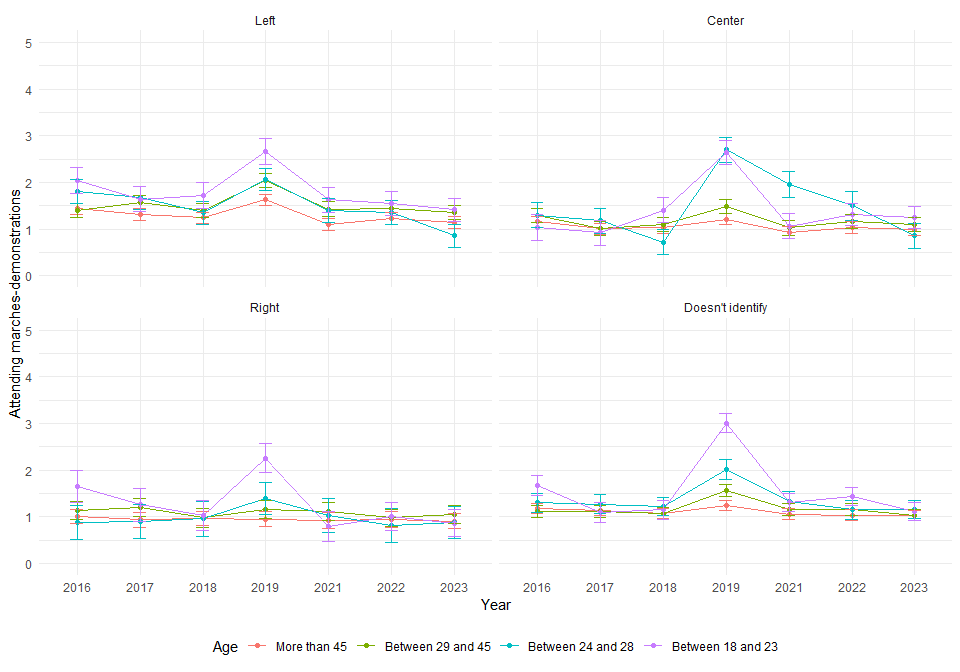 Left Center
5
4
3
2
1
0
Right Doesn't identify
5
4
3
2
1
0
Attending marches-demonstrations
2016 2017 2018 2019 2021 2022 2023 2016 2017 2018 2019 2021 2022 2023
Year
Age More than 45 Between 29 and 45 Between 24 and 28 Between 18 and 23